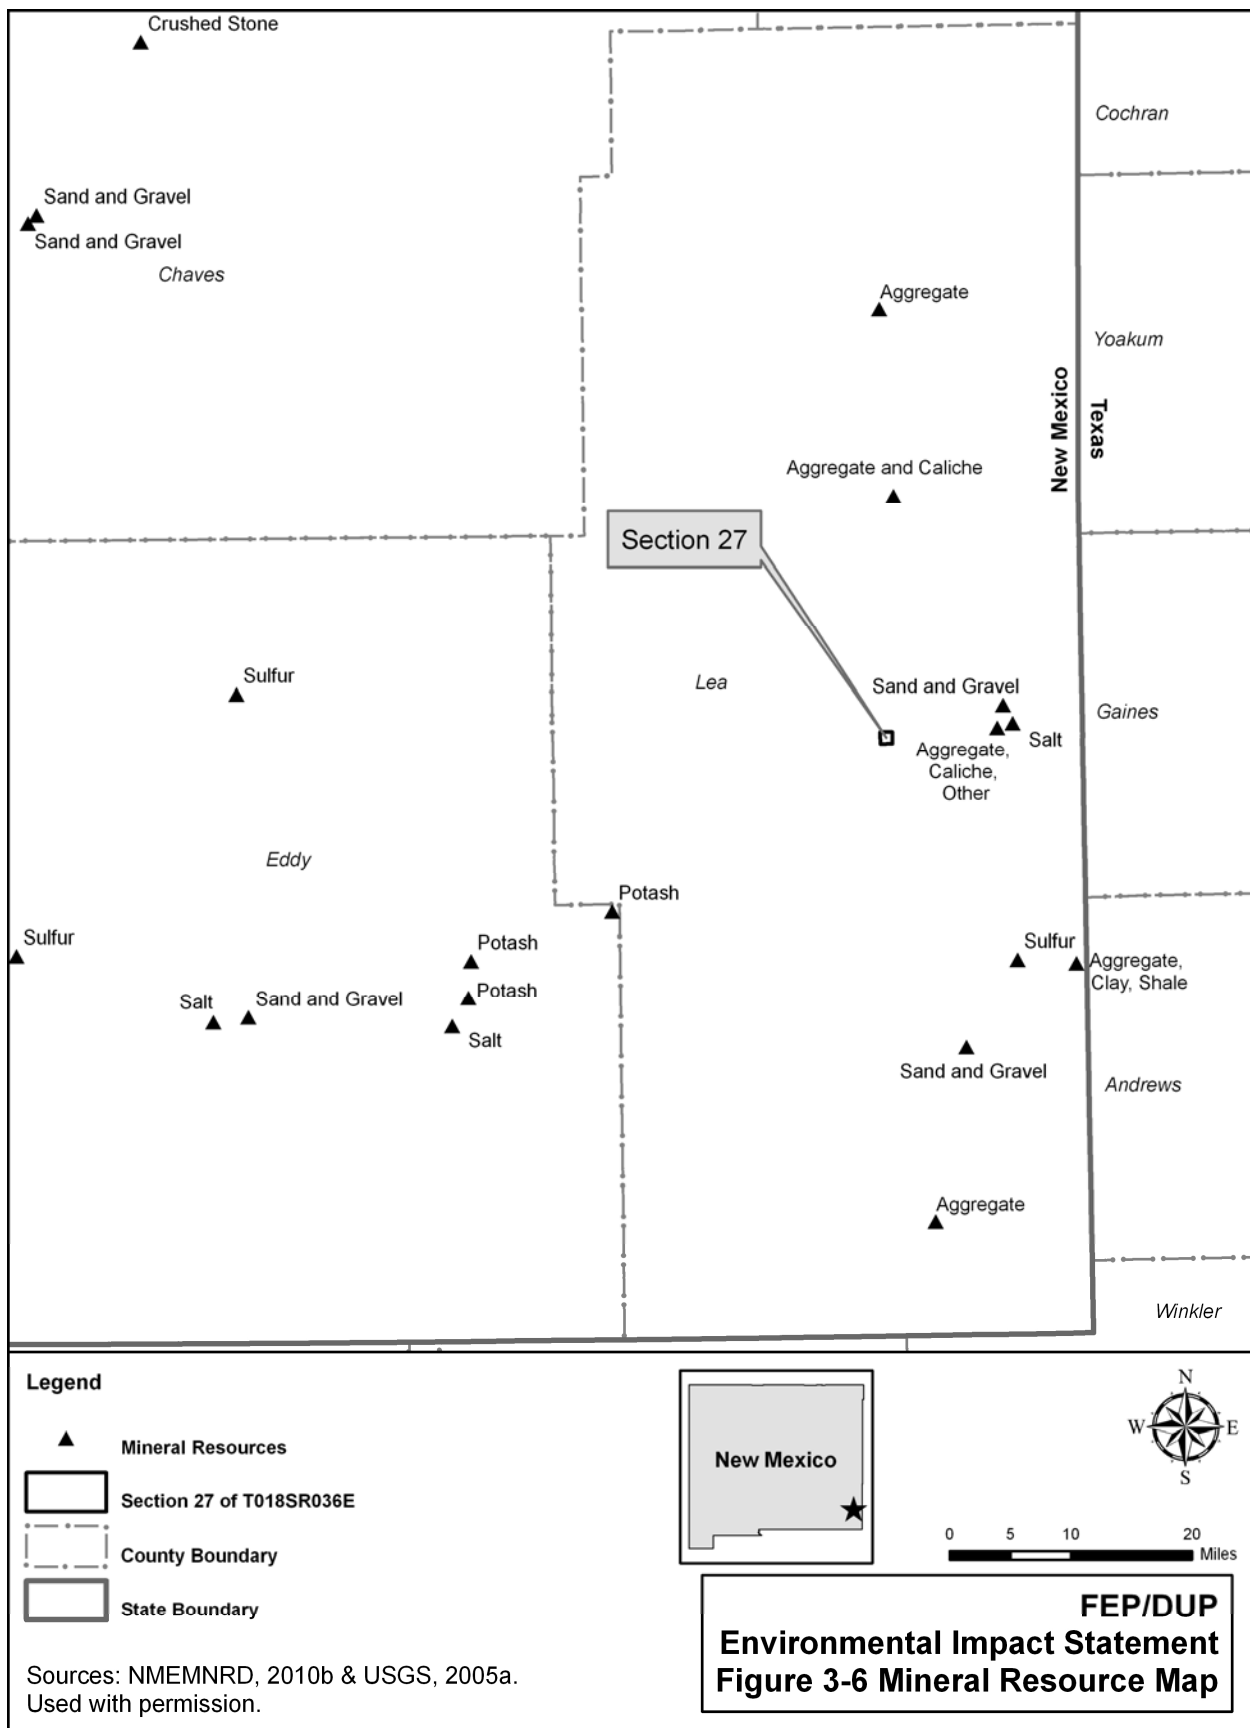 Crushed Stone
Cochran
Sand and Gravel
Sand and Gravel
Chaves
Aggregate
Yoakum
New Mexico
Texas
Aggregate and Caliche
Section 27
Sulfur
Lea
Sand and Gravel
Gaines
Salt
Aggregate,
Caliche,
Other
Eddy
Potash
Sulfur
Potash
Sulfur
Aggregate,
Clay, Shale
Potash
Salt
Sand and Gravel
Salt
Sand and Gravel
Andrews
Aggregate
Winkler
Legend
Mineral Resources
Section 27 of T018SR036E
County Boundary
State Boundary
Sources: NMEMNRD, 2010b & USGS, 2005a.
Used with permission.
New Mexico
N
W
E
S
0 5 10 20
Miles
FEP/DUP
Environmental Impact Statement
Figure 3-6 Mineral Resource Map